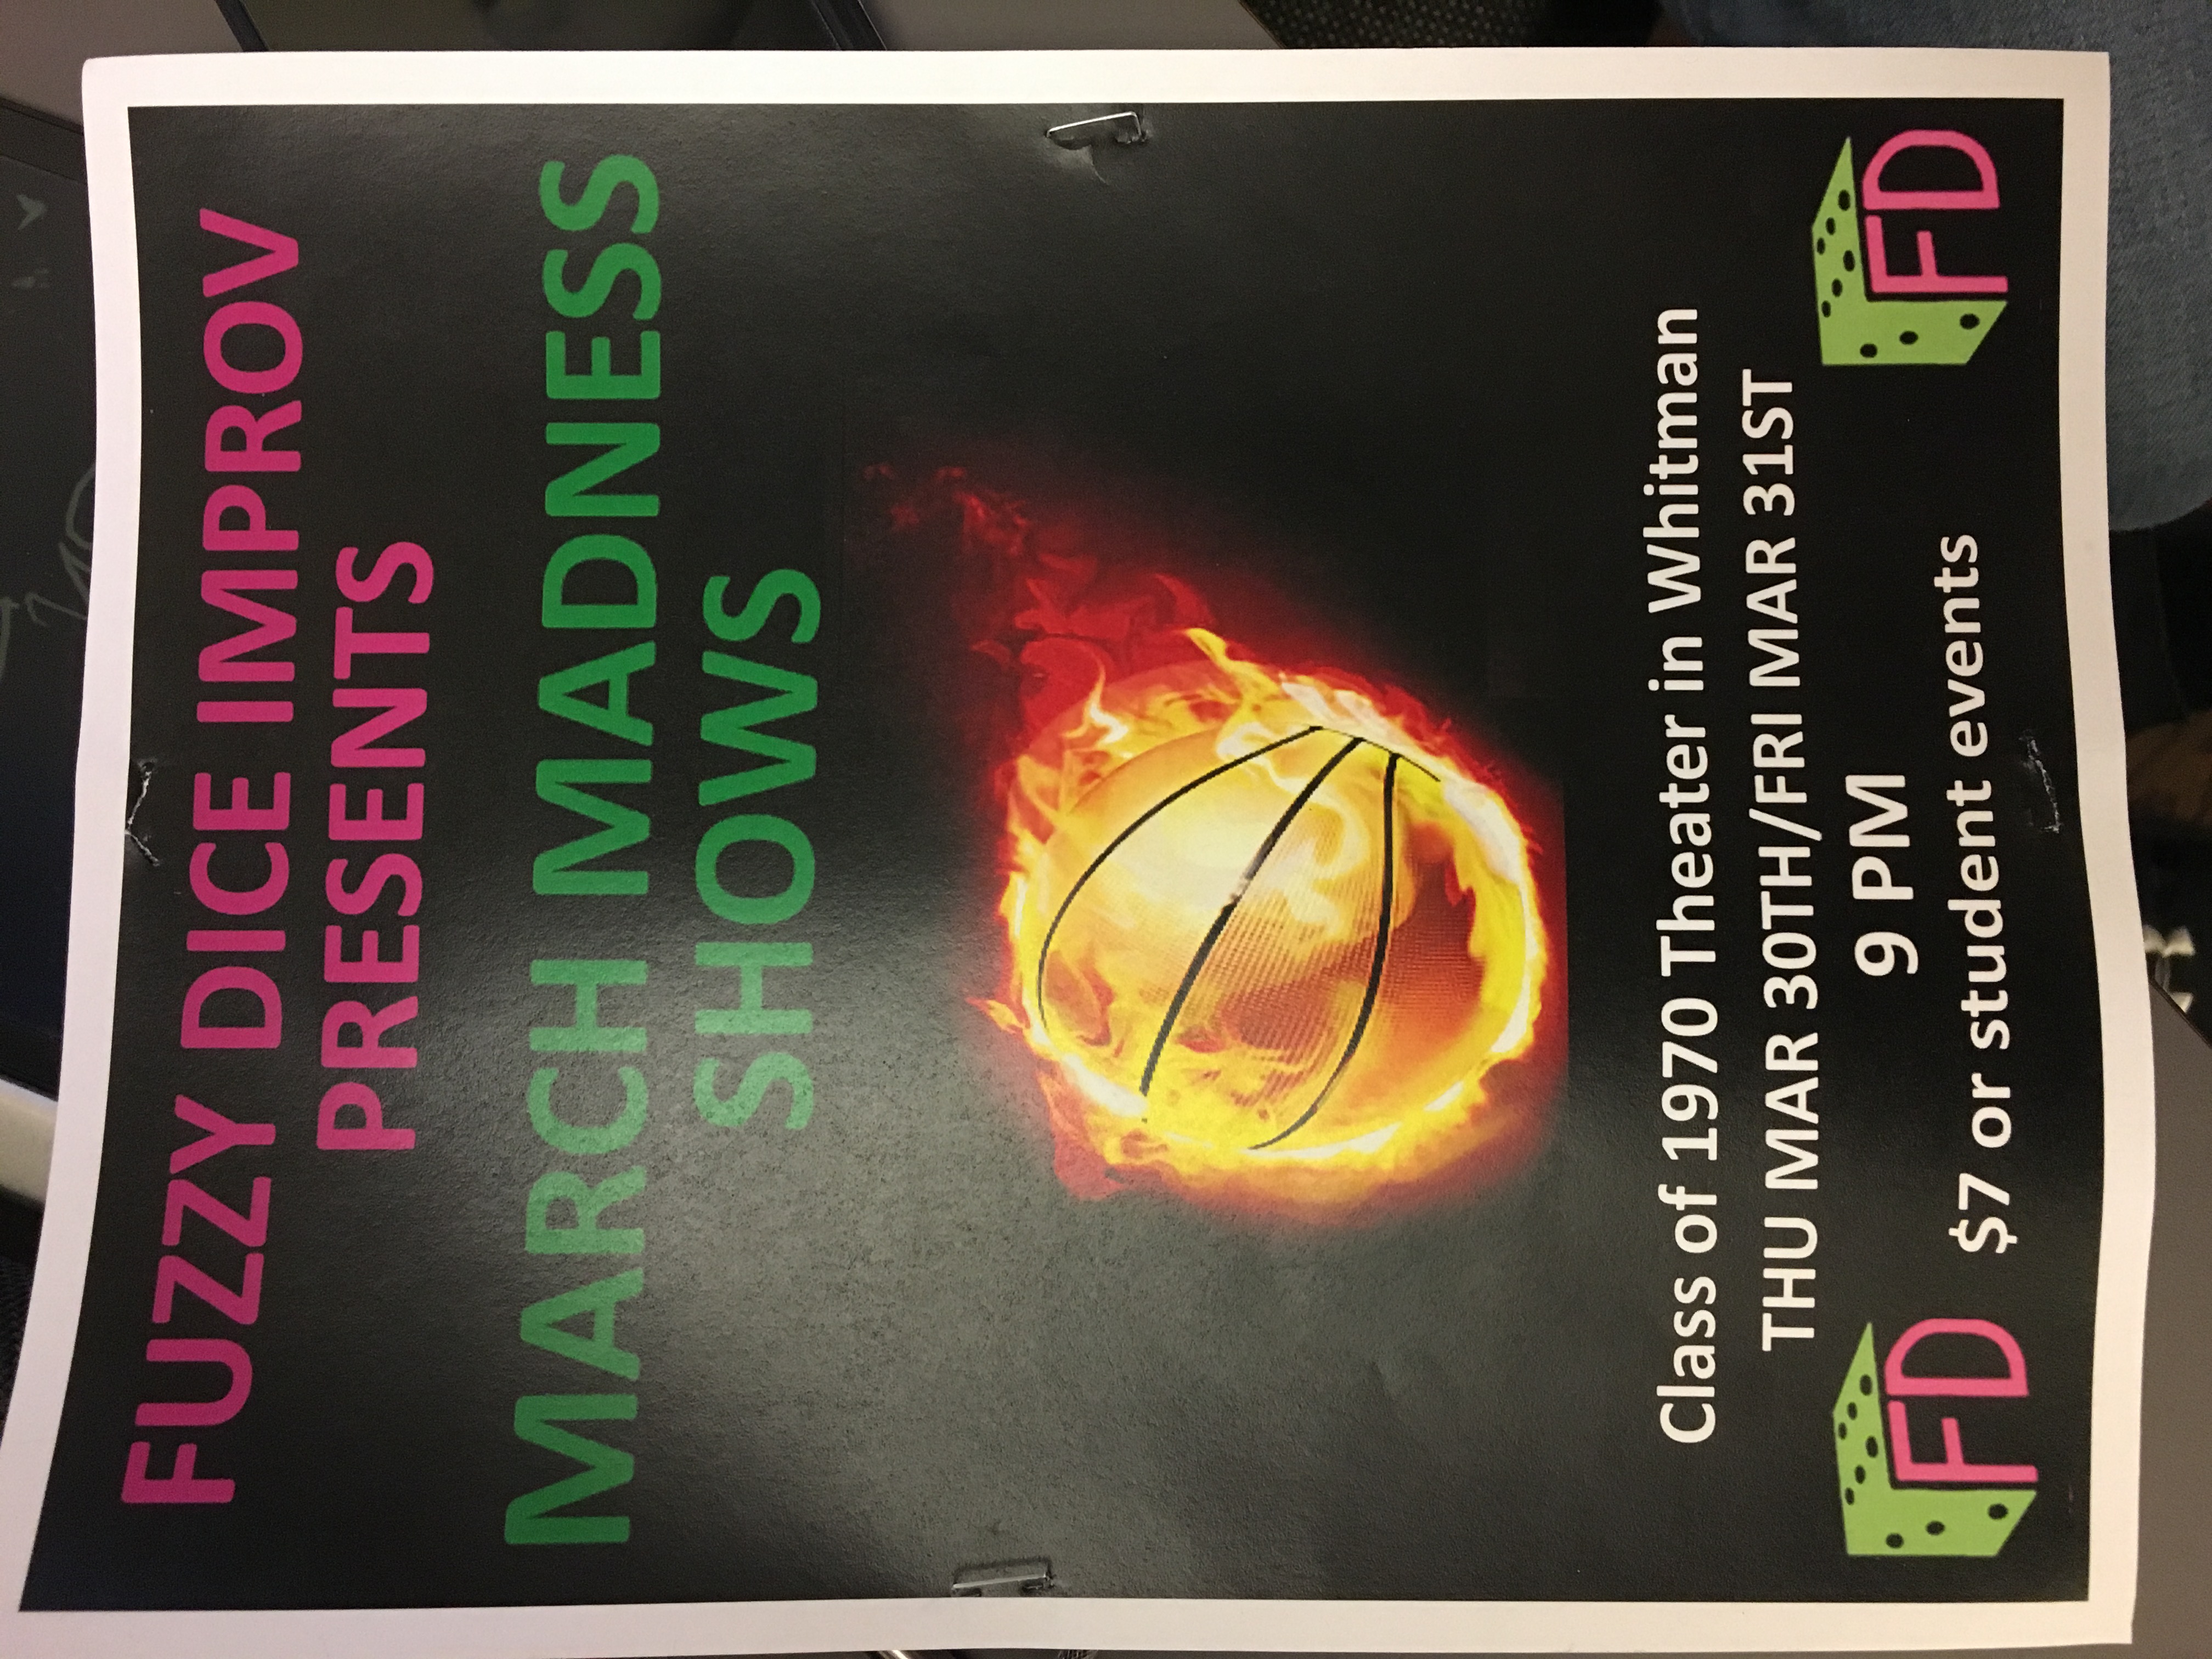 FUZZY DICE IMPROV
PRESENTS
MARCH MADNESS
SHOWS
Class of 1970 Theater in Whitman
THU MAR 30TH/FRI MAR 31ST
9 PM
$7 or student events
FD
FD